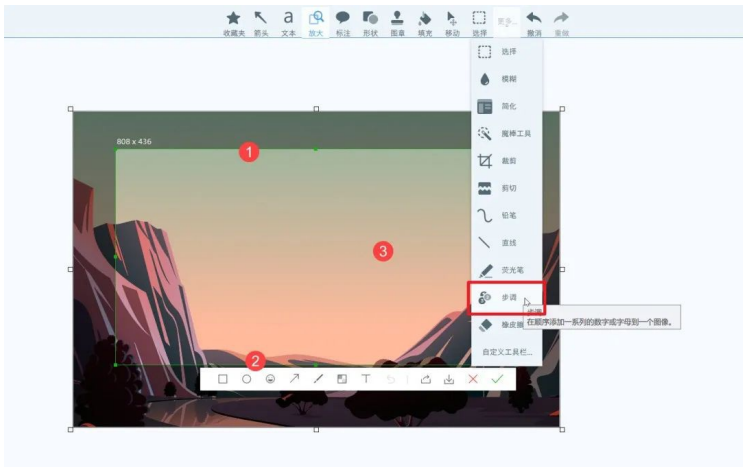 收藏夹 箭头 文本 放大 标注 形状 图章 填充 移动 选择 更多... 撤消 重做
选择
模糊
简化
魔棒工具
808 x 436
1
裁剪
剪切
铅笔
直线
3
荧光笔
步调
在顺序添加一系列的数字或字母到一个图像。
橡皮擦
自定义工具栏...
2